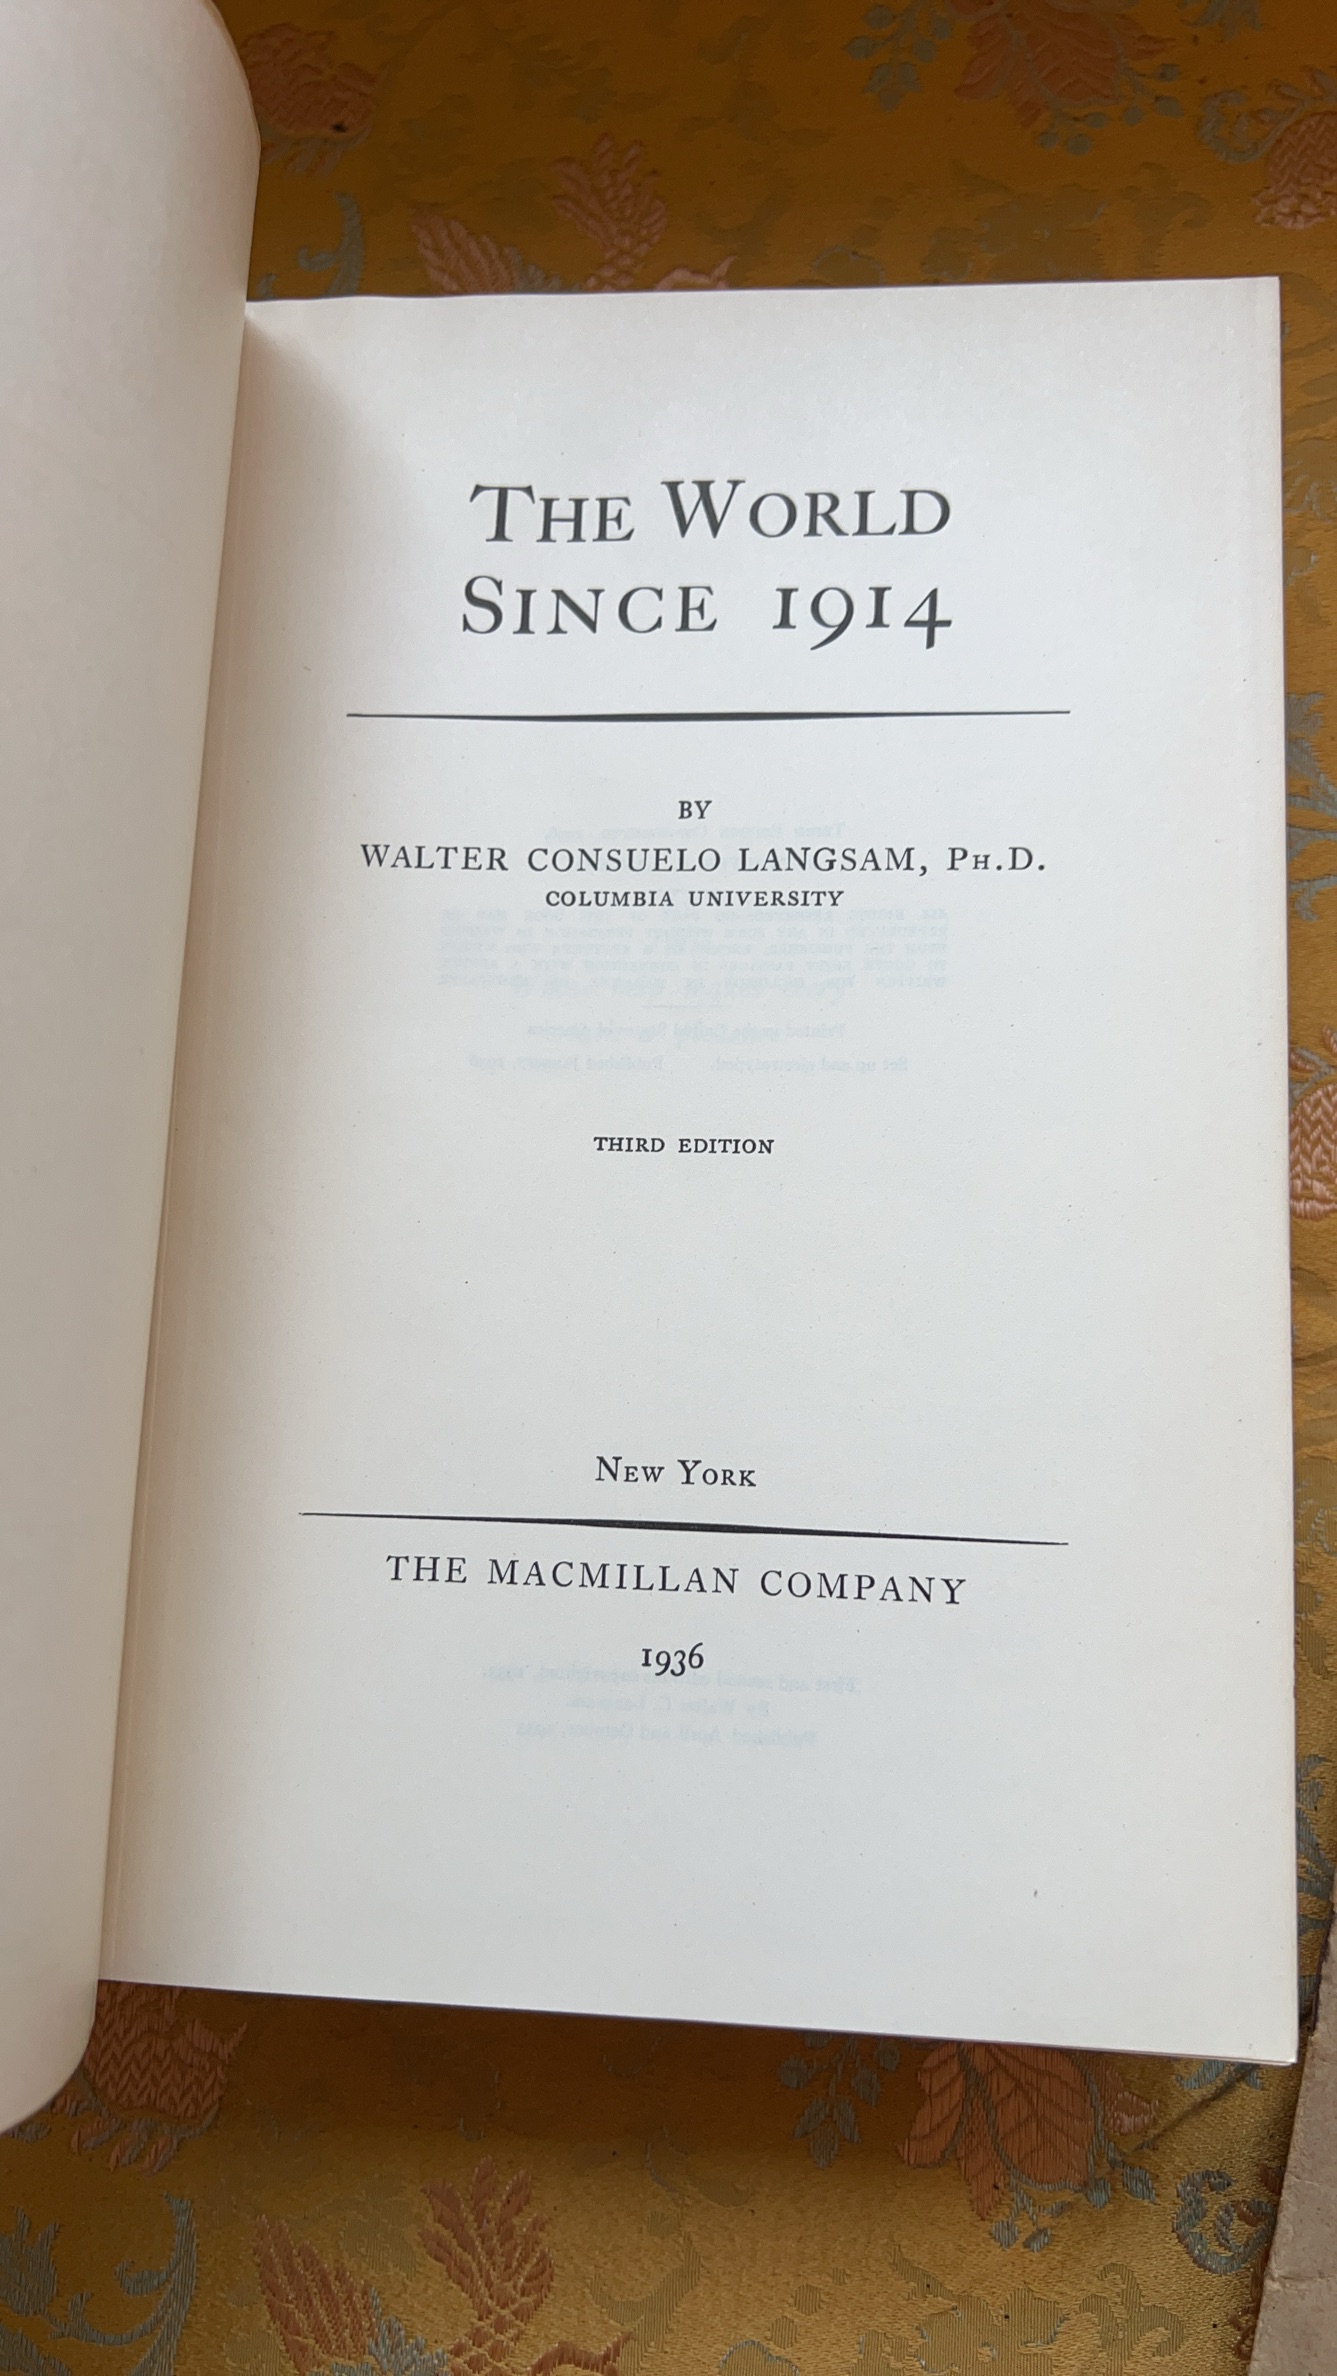 THE WORLD
SINCE 1914
BY
WALTER CONSUELO LANGSAM, PH.D.
COLUMBIA UNIVERSITY
THIRD EDITION
NEW YORK
THE MACMILLAN COMPANY
1936